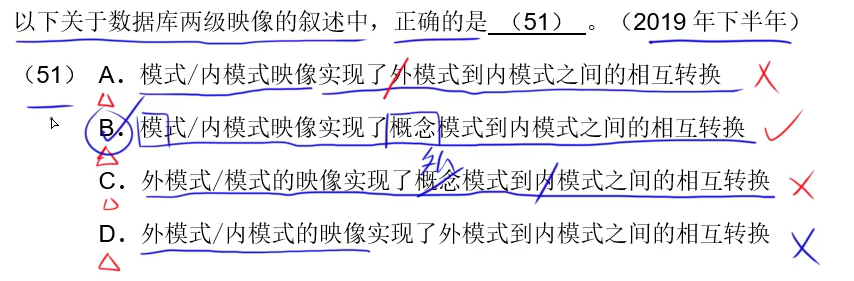 以下关于数据库两级映像的叙述中，正确的是 （51） 。（2019 年下半年）
（51） A．模式/内模式映像实现了外模式到内模式之间的相互转换
B．模式/内模式映像实现了概念模式到内模式之间的相互转换
C．外模式/模式的映像实现了概念模式到内模式之间的相互转换
D．外模式/内模式的映像实现了外模式到内模式之间的相互转换